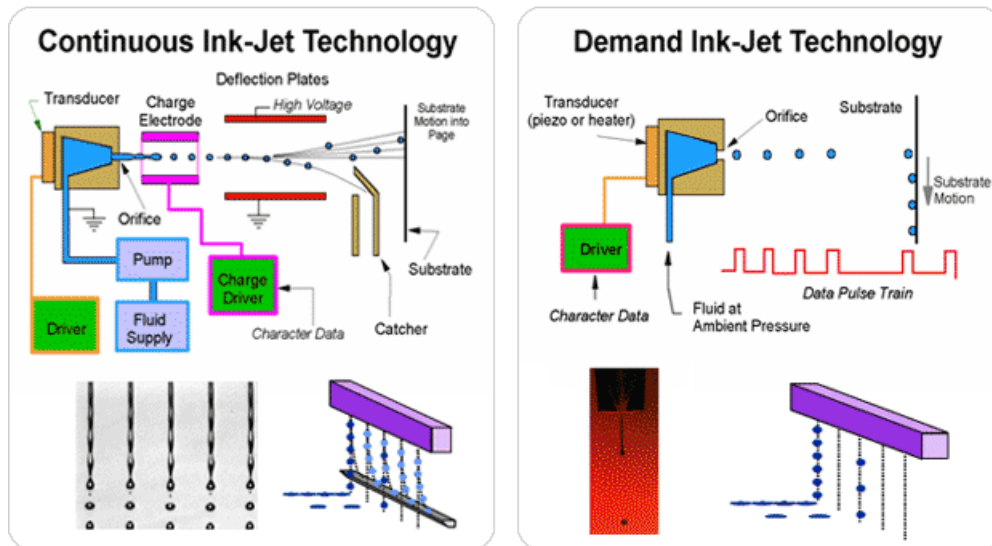 Continuous Ink-Jet Technology
Deflection Plates
Transducer
Charge
Electrode
High Voltage
Substrate
Motion into
Page
Orifice
Pump
Substrate
Driver
Fluid
Supply
Charge
Driver
Character Data
Catcher
Demand Ink-Jet Technology
Transducer
(piezo or heater)
Orifice
Substrate
Substrate
Motion
Driver
Data Pulse Train
Character Data
Fluid at
Ambient Pressure